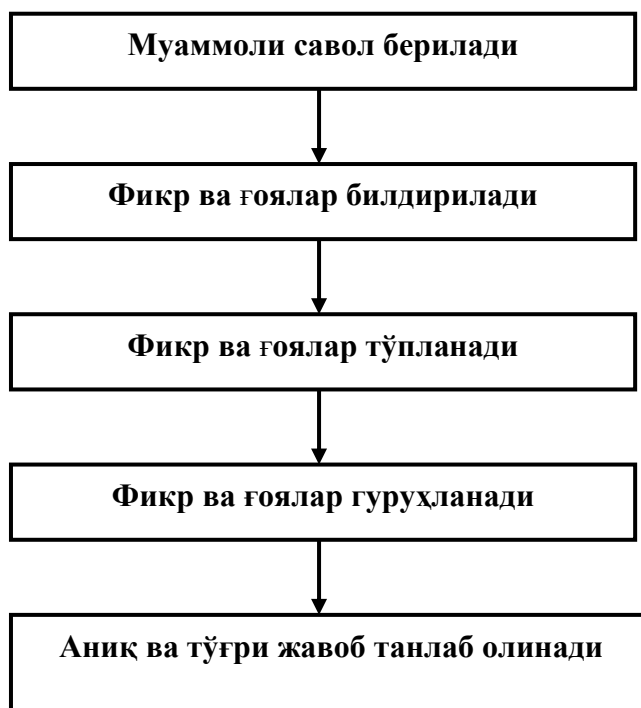 Муаммоли савол берилади
Фикр ва ғоялар билдирилади
Фикр ва ғоялар тўпланади
Фикр ва ғоялар гуруҳланади
Аниқ ва тўғри жавоб танлаб олинади